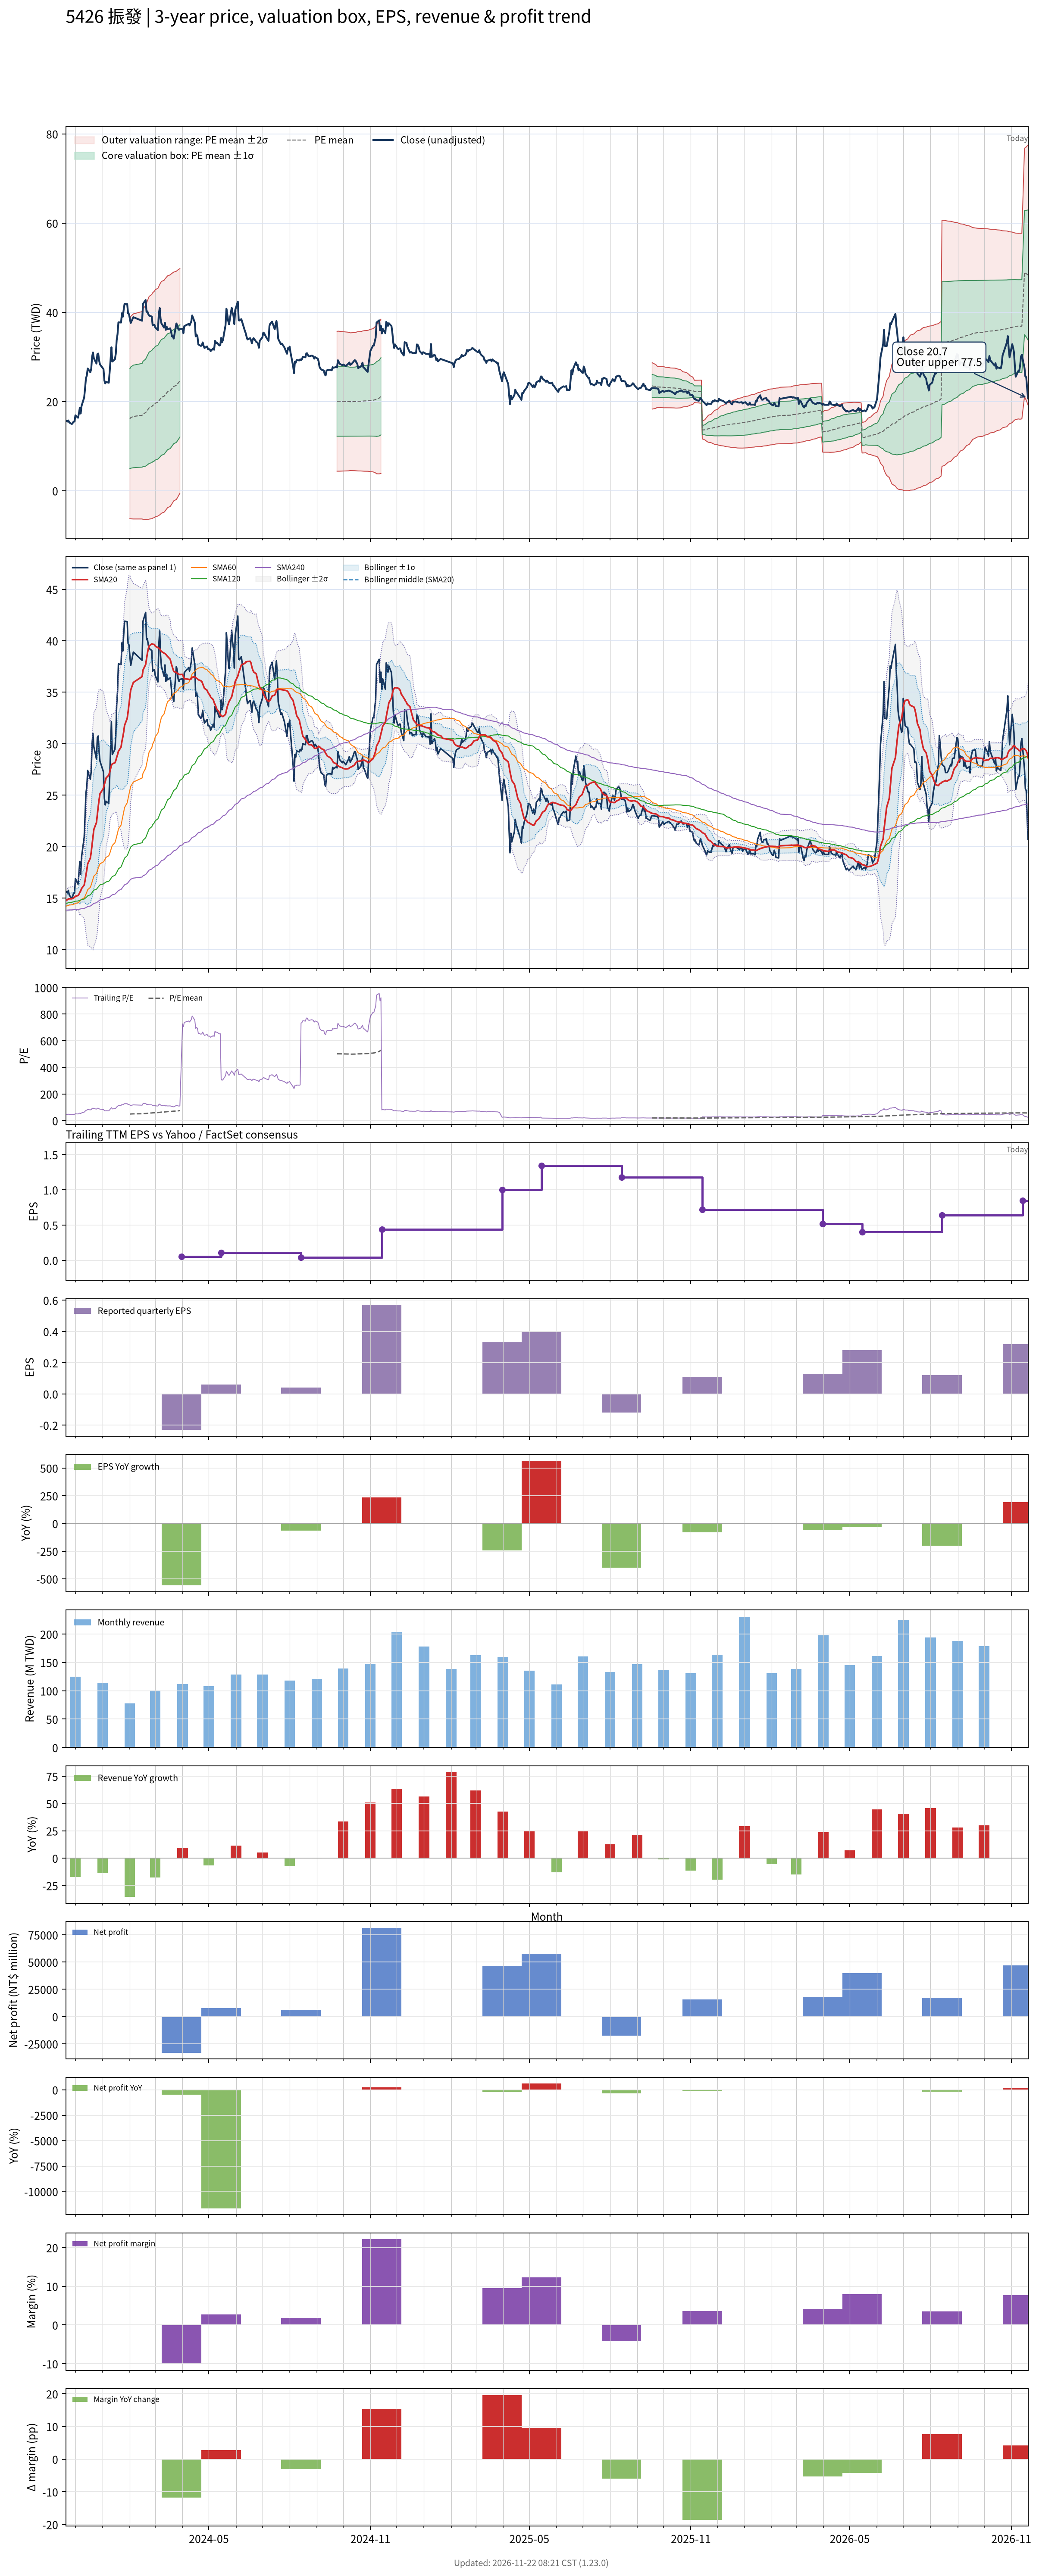 5426 振發 | 3-year price, valuation box, EPS, revenue & profit trend
Outer valuation range: PE mean ±2σ
PE mean
Close (unadjusted)
Core valuation box: PE mean ±1σ
Today
80
60
40
20
0
Price (TWD)
Close 20.7
Outer upper 77.5
Close (same as panel 1)
SMA20
SMA60
SMA120
SMA240
Bollinger ±2σ
Bollinger ±1σ
Bollinger middle (SMA20)
45
40
35
30
25
20
15
10
Price
Trailing P/E
P/E mean
1000
800
600
400
200
0
P/E
Trailing TTM EPS vs Yahoo / FactSet consensus
Today
1.5
1.0
0.5
0.0
EPS
Reported quarterly EPS
0.6
0.4
0.2
0.0
-0.2
EPS
EPS YoY growth
500
250
0
-250
-500
YoY (%)
Monthly revenue
200
150
100
50
0
Revenue (M TWD)
Revenue YoY growth
75
50
25
0
-25
YoY (%)
Month
Net profit
75000
50000
25000
0
-25000
Net profit (NT$ million)
Net profit YoY
0
-2500
-5000
-7500
-10000
YoY (%)
Net profit margin
20
10
0
-10
Margin (%)
Margin YoY change
20
10
0
-10
-20
Δ margin (pp)
2024-05
2024-11
2025-05
2025-11
2026-05
2026-11
Updated: 2026-11-22 08:21 CST (1.23.0)